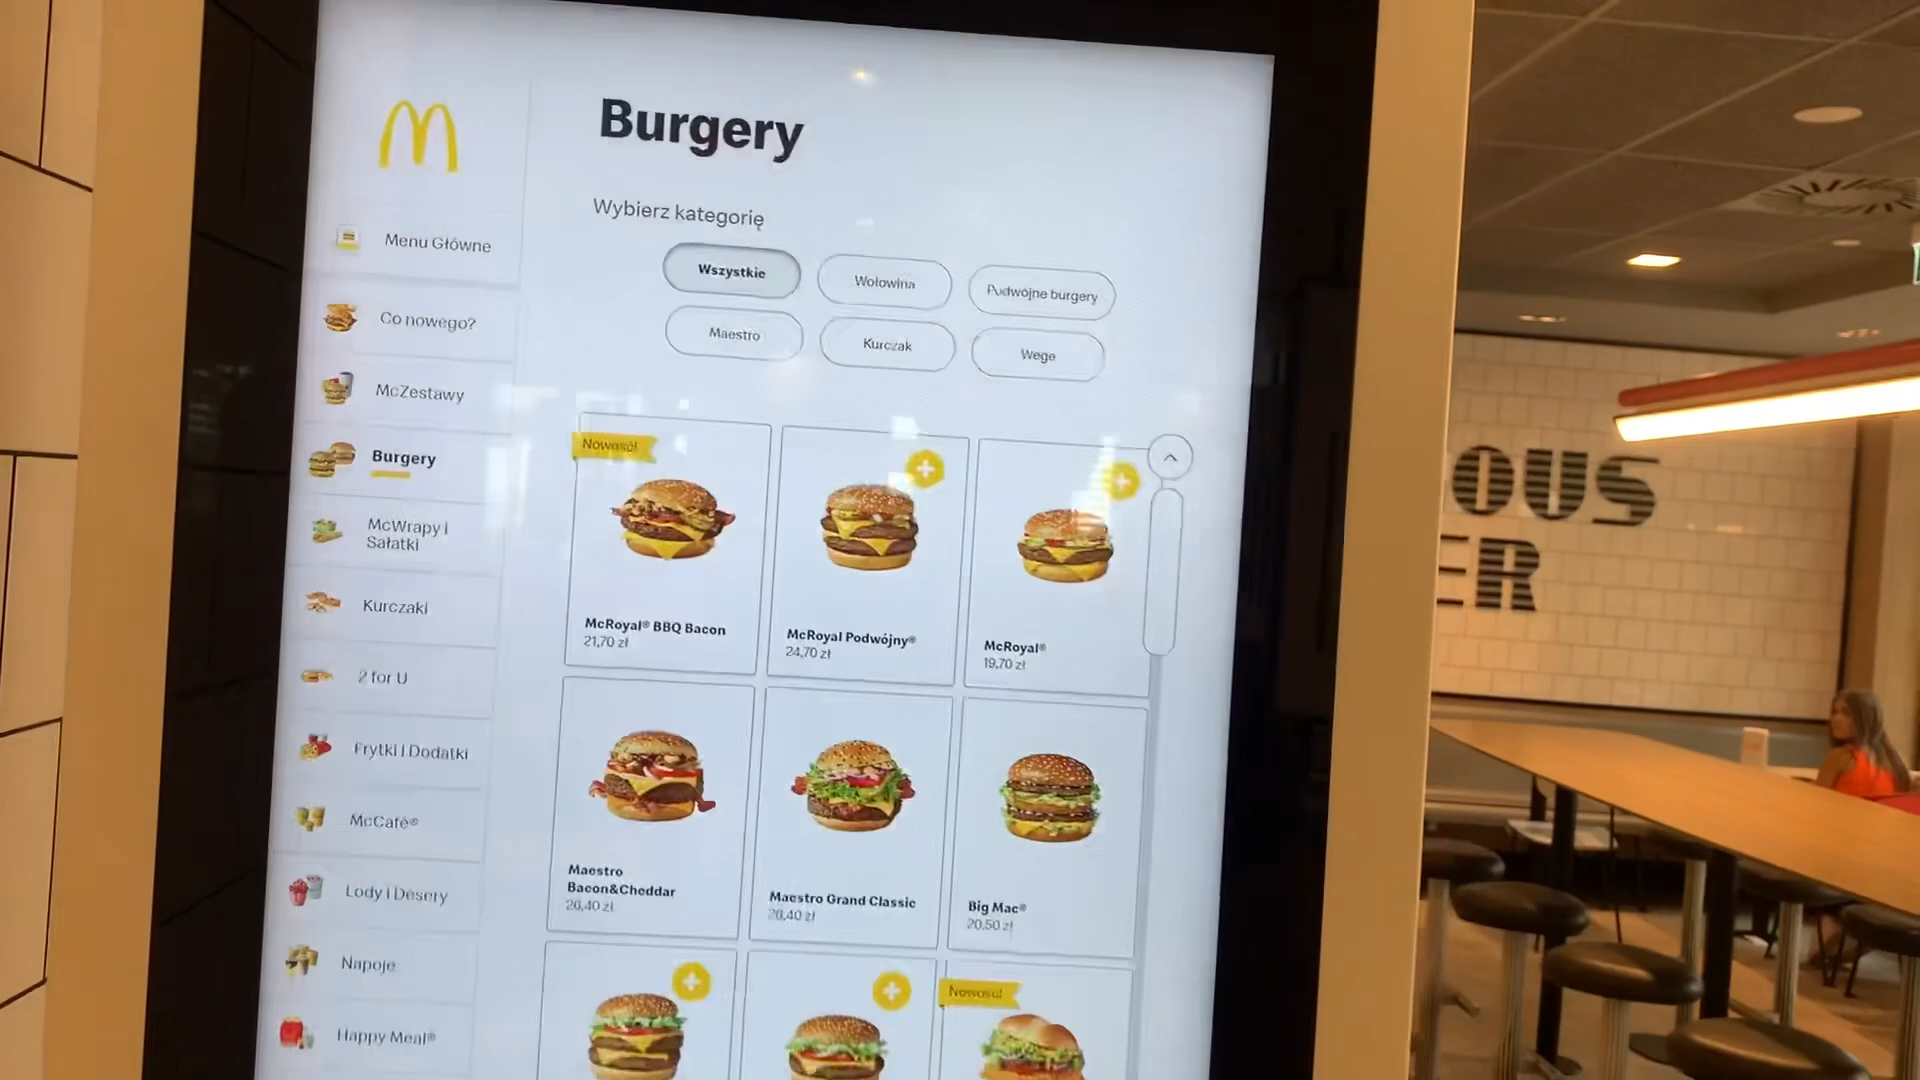 Burgery
Wybierz kategorię
Wszystkie
Wołowina
Podwójne burgery
Maestro
Kurczak
Wege
Menu Główne
Co nowego?
McZestawy
Burgery
McWrapy i
Sałatki
Kurczaki
2 for U
Frytki i Dodatki
McCafé®
Lody i Desery
Napoje
Happy Meal®
Nowość!
McRoyal® BBQ Bacon
21,70 zł
McRoyal Podwójny®
24,70 zł
McRoyal®
19,70 zł
Maestro
Bacon&Cheddar
26,40 zł
Maestro Grand Classic
26,40 zł
Big Mac®
20,50 zł
Nowość!
OUS
ER